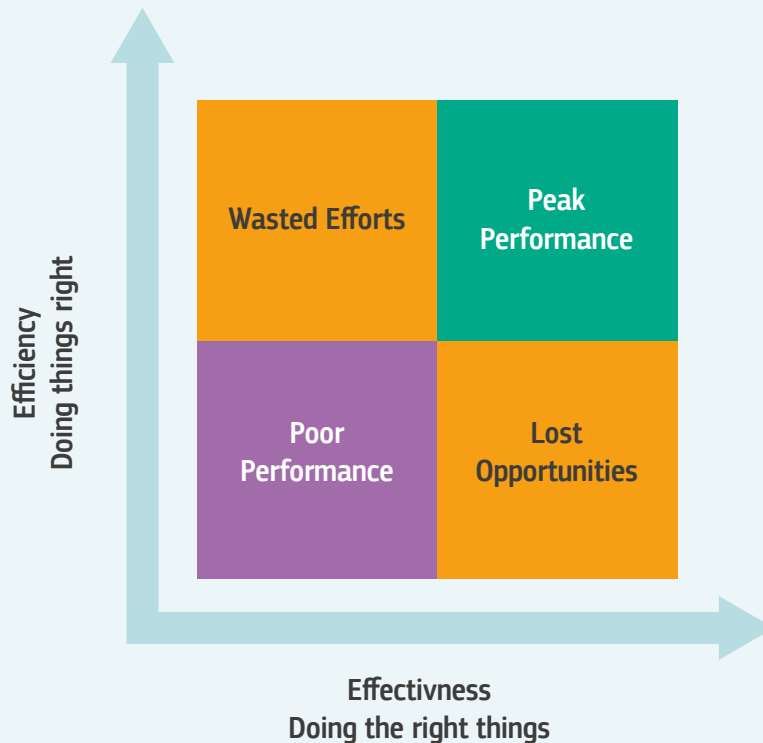 Efficiency
Doing things right
Wasted Efforts
Peak
Performance
Poor
Performance
Lost
Opportunities
Effectivness
Doing the right things